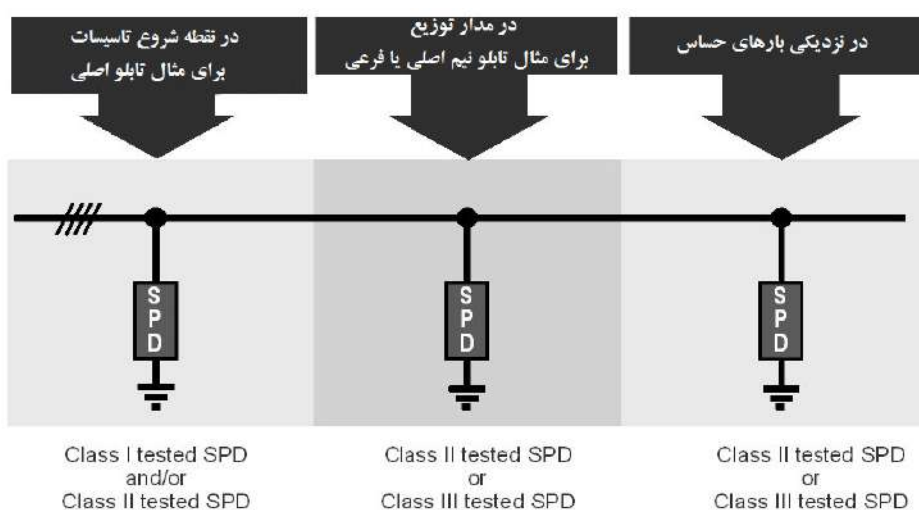 در نقطه شروع تاسیسات
برای مثال تابلو اصلی
در مدار توزیع
برای مثال تابلو نیم اصلی یا فرعی
در نزدیکی بارهای حساس
SPD
SPD
SPD
Class I tested SPD
and/or
Class II tested SPD
Class II tested SPD
or
Class III tested SPD
Class II tested SPD
or
Class III tested SPD